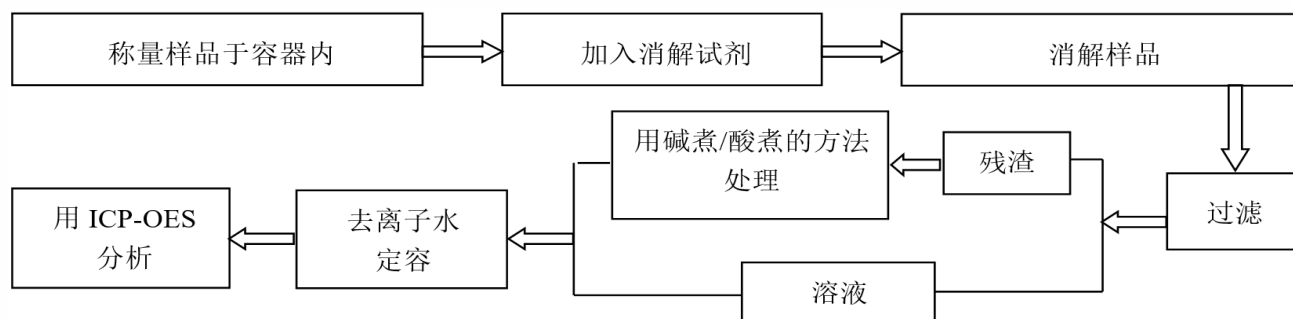 称量样品于容器内
加入消解试剂
消解样品
过滤
残渣
用碱煮/酸煮的方法
处理
溶液
去离子水
定容
用 ICP-OES
分析